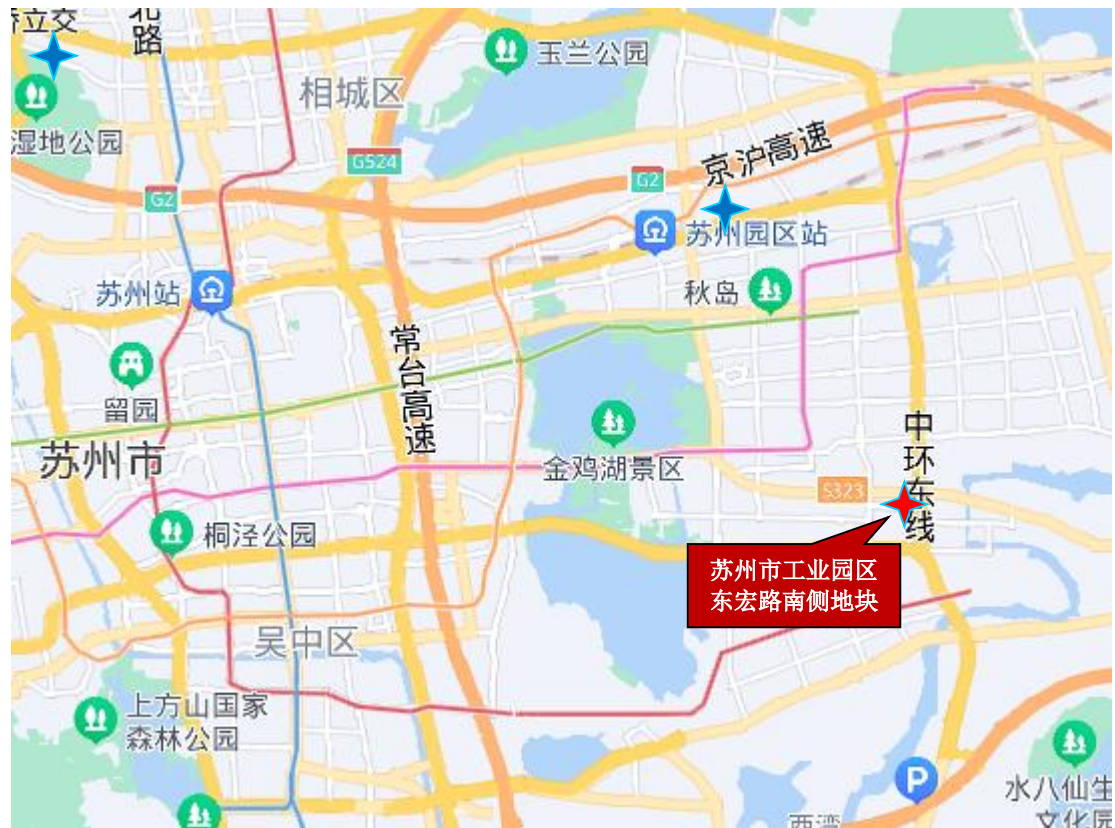 桥立交
北路
玉兰公园
相城区
湿地公园
G524
京沪高速
G2
G2
苏州园区站
苏州站
秋岛
常台高速
留园
苏州市
中环东线
金鸡湖景区
S323
桐泾公园
苏州市工业园区
东宏路南侧地块
吴中区
上方山国家
森林公园
P
水八仙生
文化园
西湾